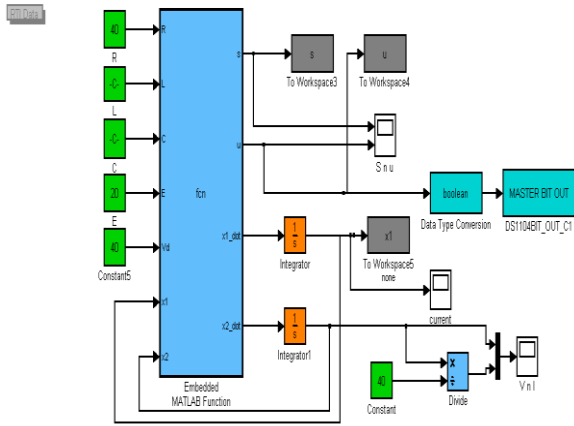 RTI Data
40
R
R
-C-
L
L
-C-
C
C
20
E
E
40
Vd
Constant5
x1
x2
fcn
s
u
x1_dot
x2_dot
Embedded
MATLAB Function
s
To Workspace3
u
To Workspace4
S n u
boolean
Data Type Conversion
MASTER BIT OUT
DS1104BIT_OUT_C1
1
s
Integrator
x1
To Workspace5
none
current
1
s
Integrator1
40
Constant
×
÷
Divide
V n I